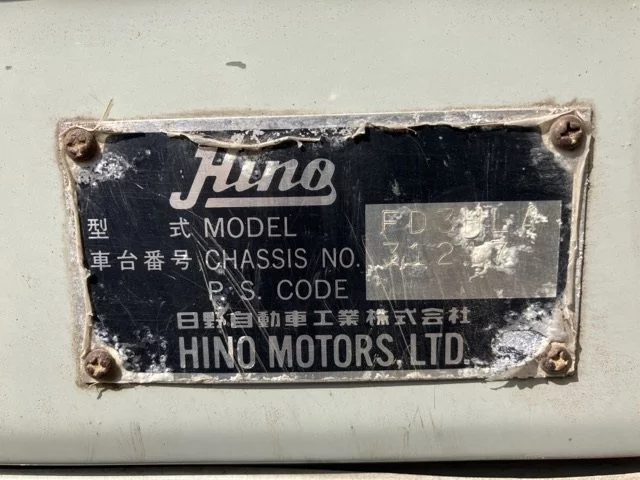 Hino
型 式 MODEL
車台番号 CHASSIS NO.
P. S. CODE
日野自動車工業株式会社
HINO MOTORS, LTD.